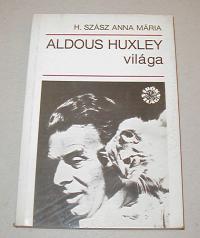 H. SZÁSZ ANNA MÁRIA
ALDOUS HUXLEY
világa